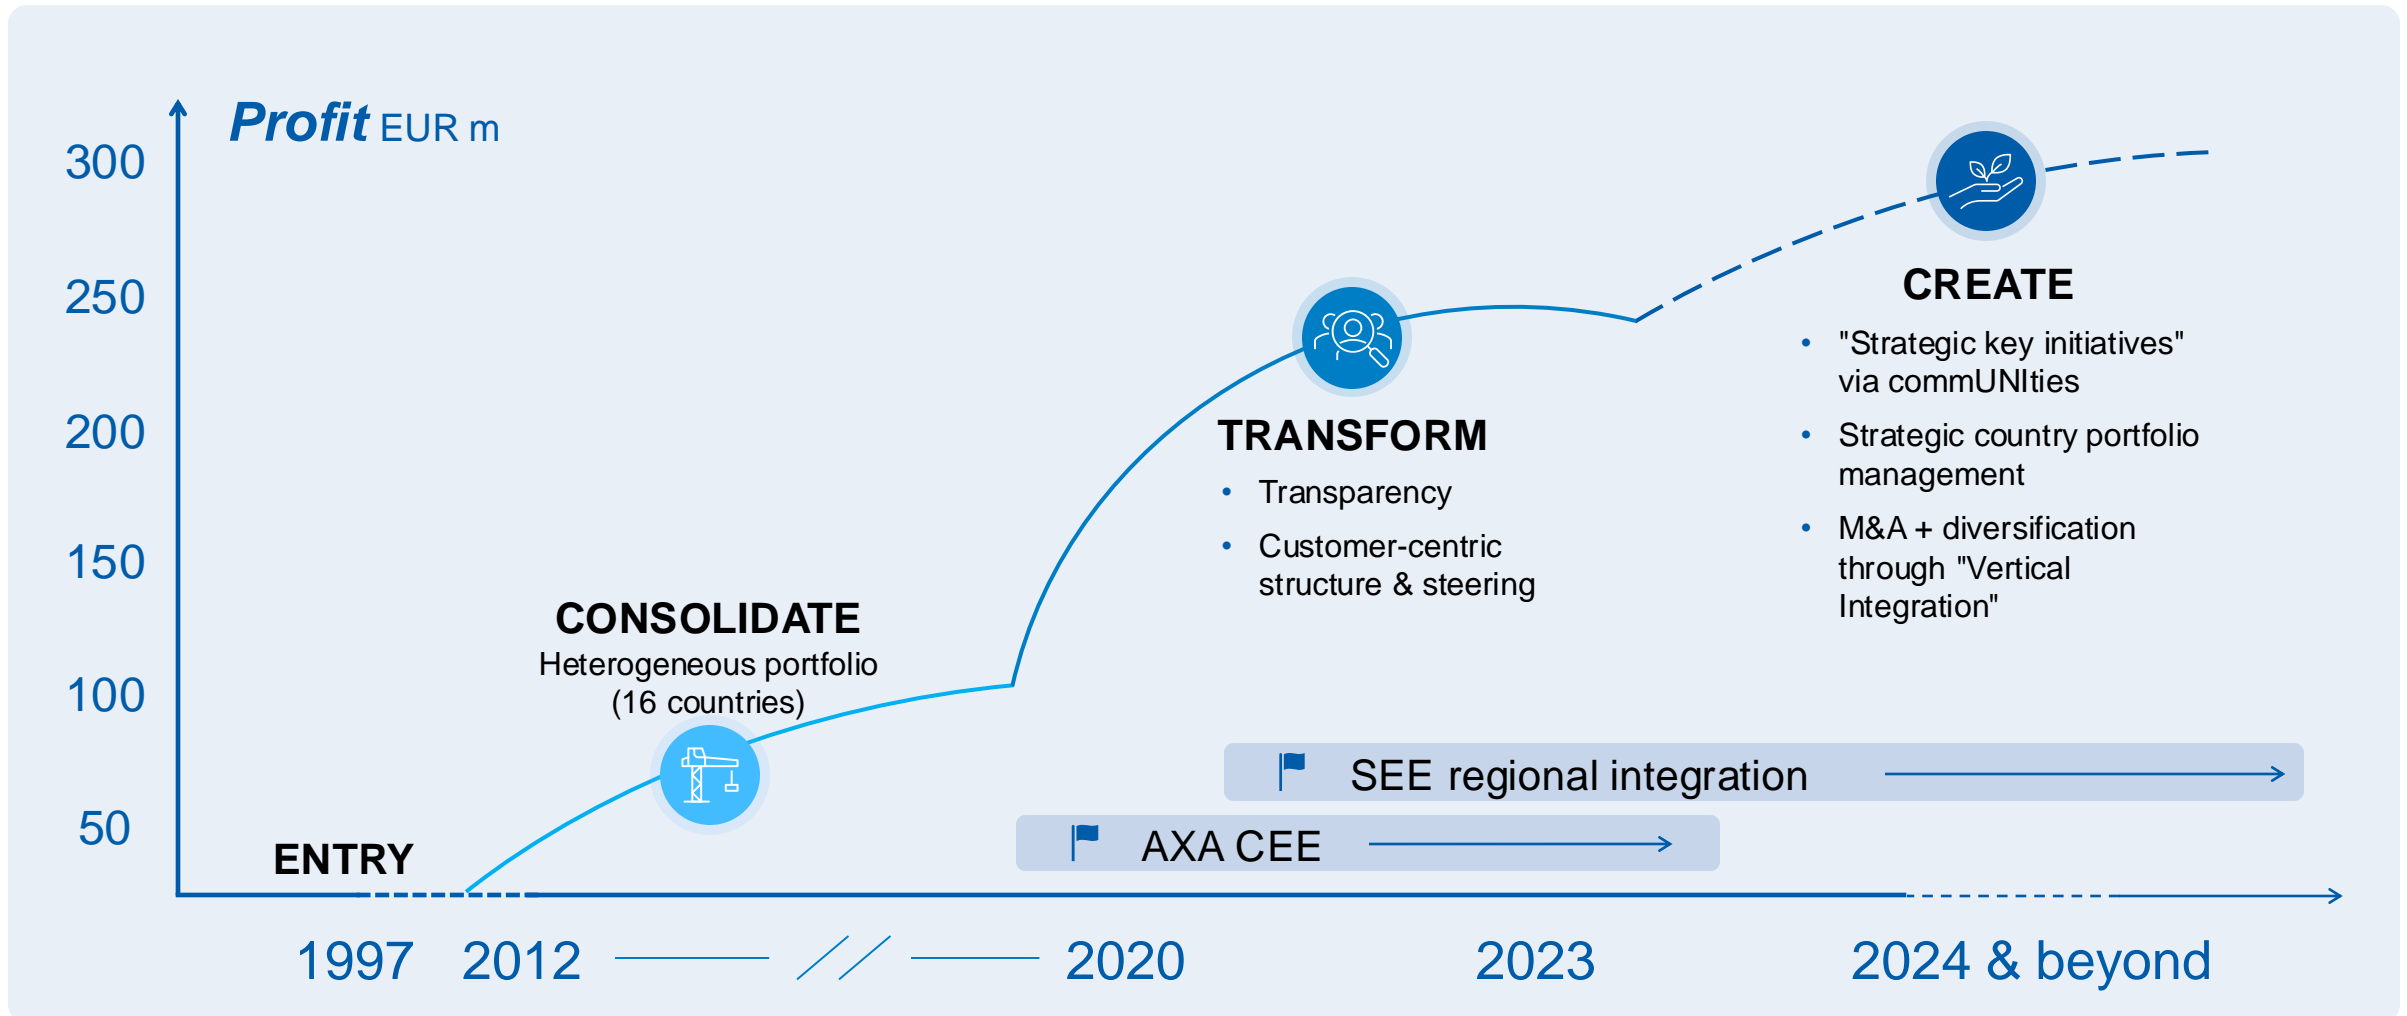 Profit EUR m
300
250
200
150
100
50
ENTRY
CONSOLIDATE
Heterogeneous portfolio
(16 countries)
TRANSFORM
• Transparency
• Customer-centric
structure & steering
CREATE
• "Strategic key initiatives"
via commUNIties
• Strategic country portfolio
management
• M&A + diversification
through "Vertical
Integration"
SEE regional integration
AXA CEE
1997 2012 2020 2023 2024 & beyond